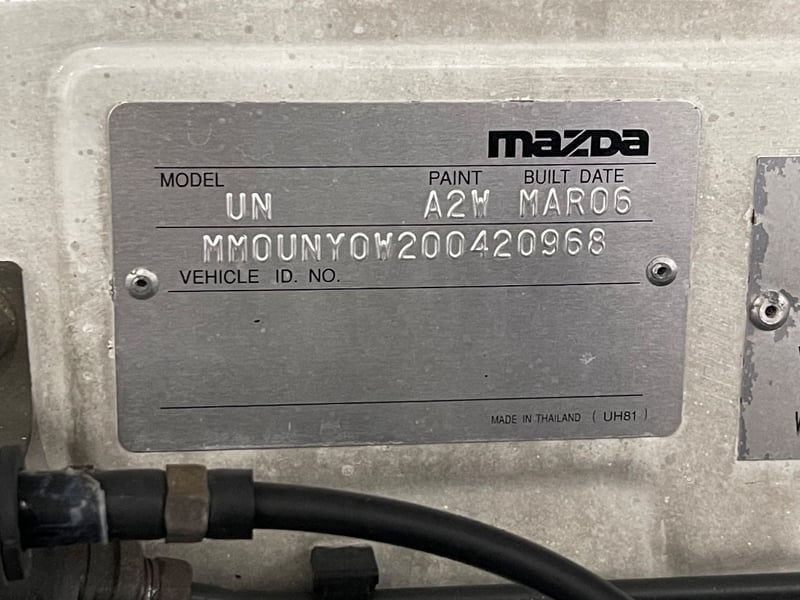 mazda
MODEL PAINT BUILT DATE
UN A2W MAR06
MM0UNY0W200420968
VEHICLE ID. NO.
MADE IN THAILAND ( UH81 )